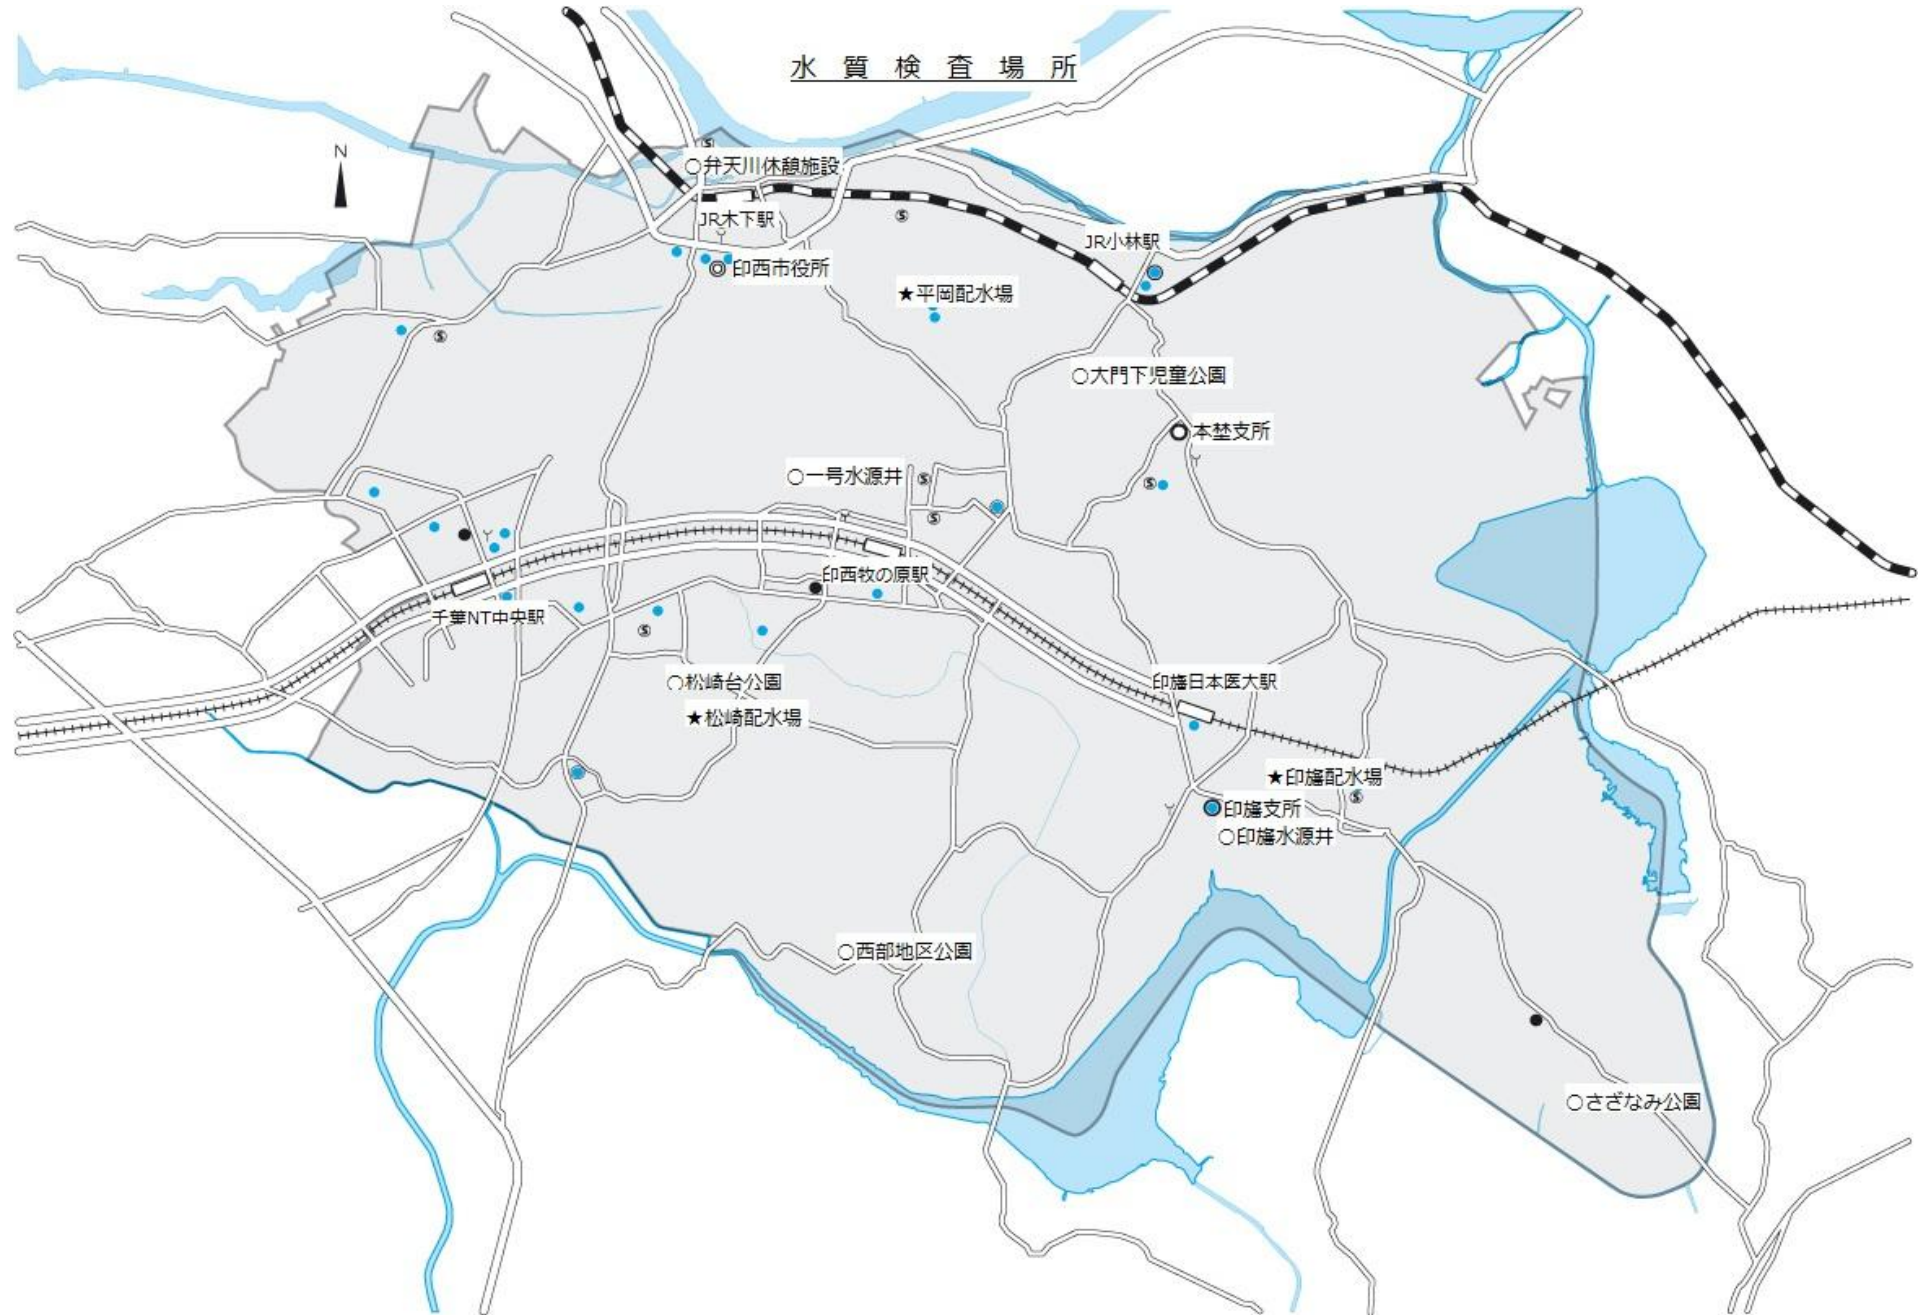 水 質 検 査 場 所
N
○弁天川休憩施設
JR木下駅
JR小林駅
◎印西市役所
★平岡配水場
○大門下児童公園
本埜支所
○一号水源井
印西牧の原駅
千葉NT中央駅
○松崎台公園
印旛日本医大駅
★松崎配水場
★印旛配水場
印旛支所
○印旛水源井
○西部地区公園
○さざなみ公園